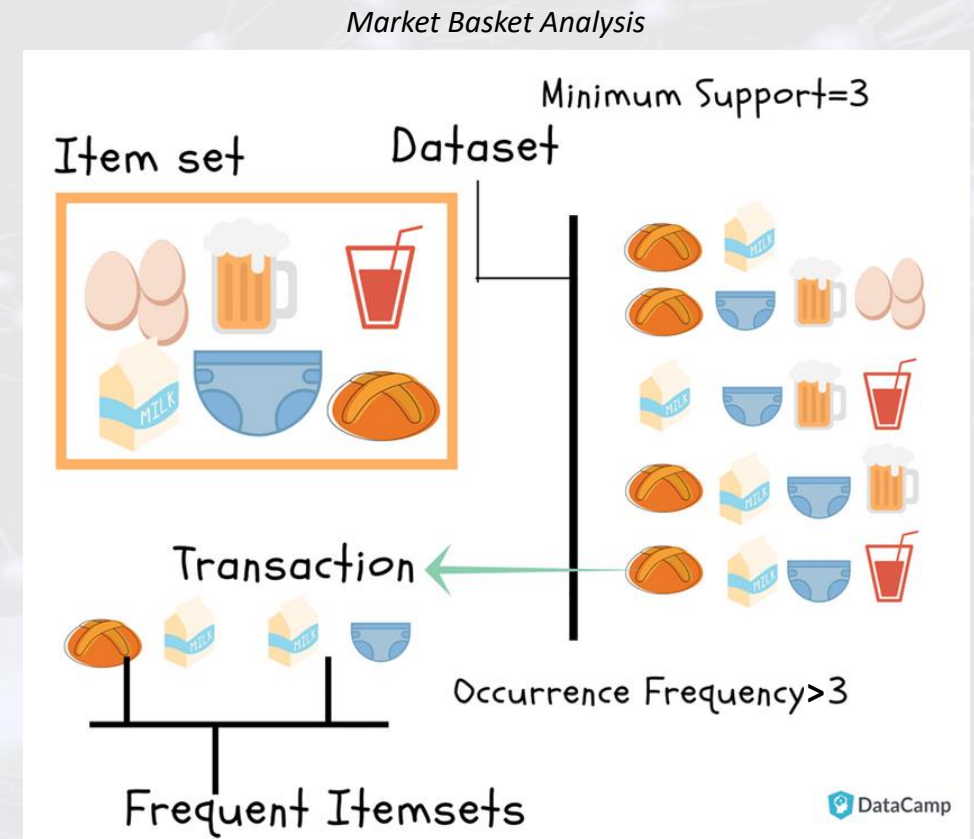 Market Basket Analysis
Minimum Support=3
Dataset
Item set
MILK
MILK
MILK
MILK
MILK
Transaction
MILK
MILK
Occurrence Frequency>3
Frequent Itemsets
DataCamp